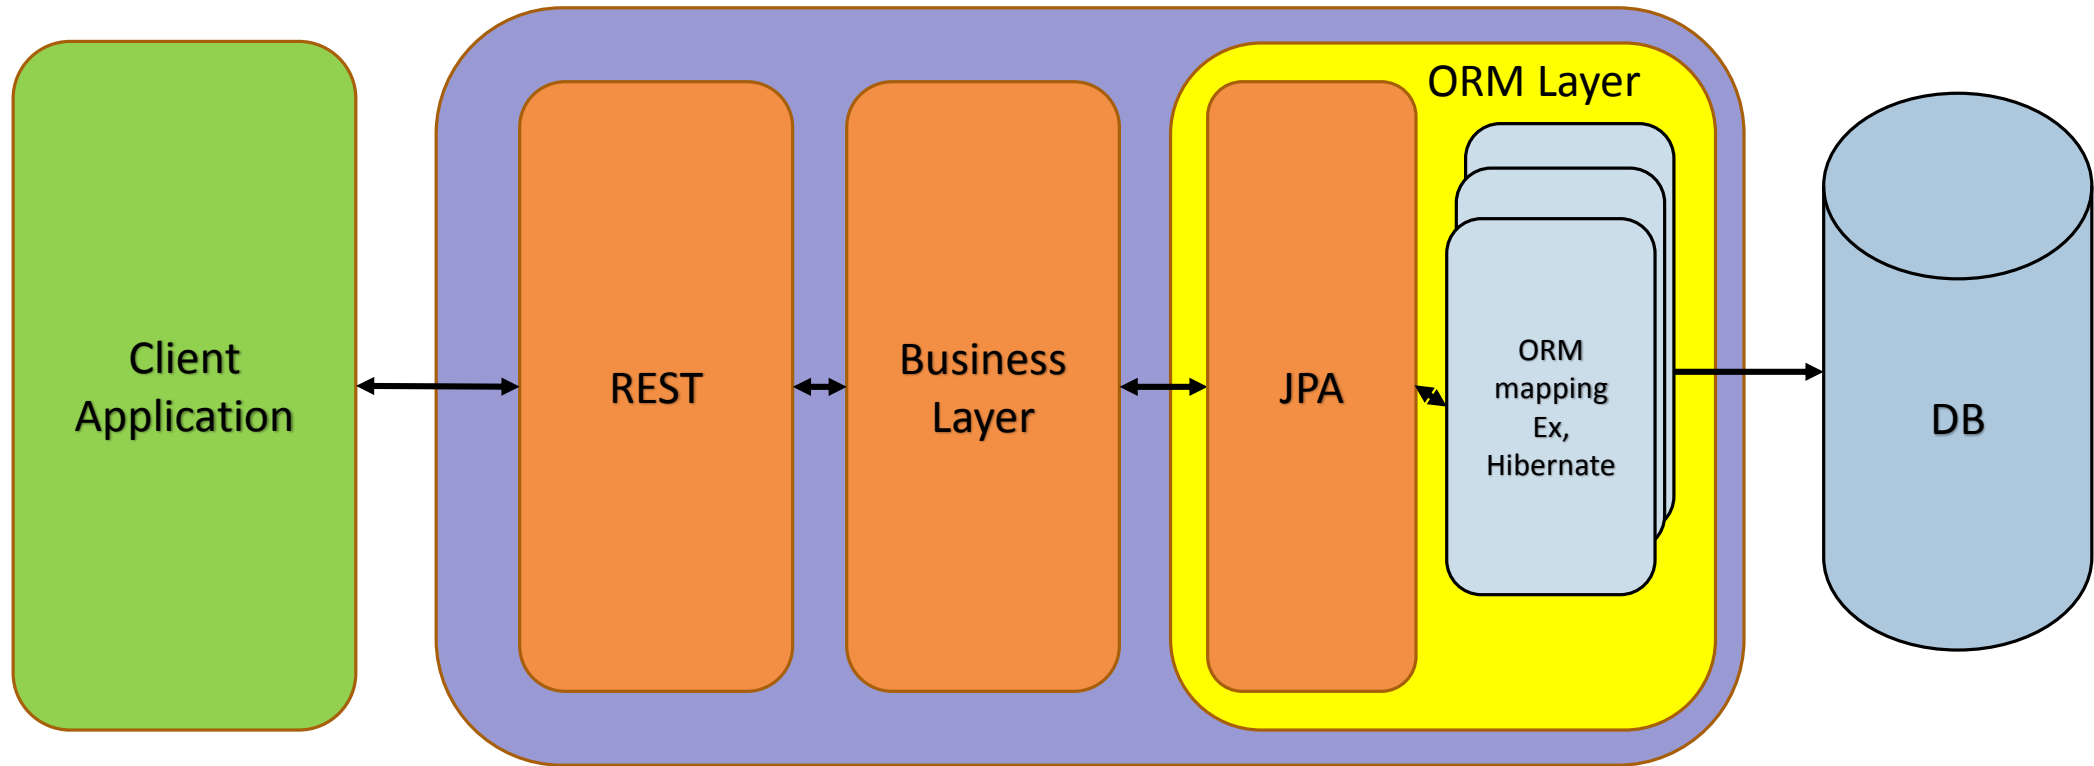 Client
Application
REST
Business
Layer
JPA
ORM Layer
ORM
mapping
Ex,
Hibernate
DB